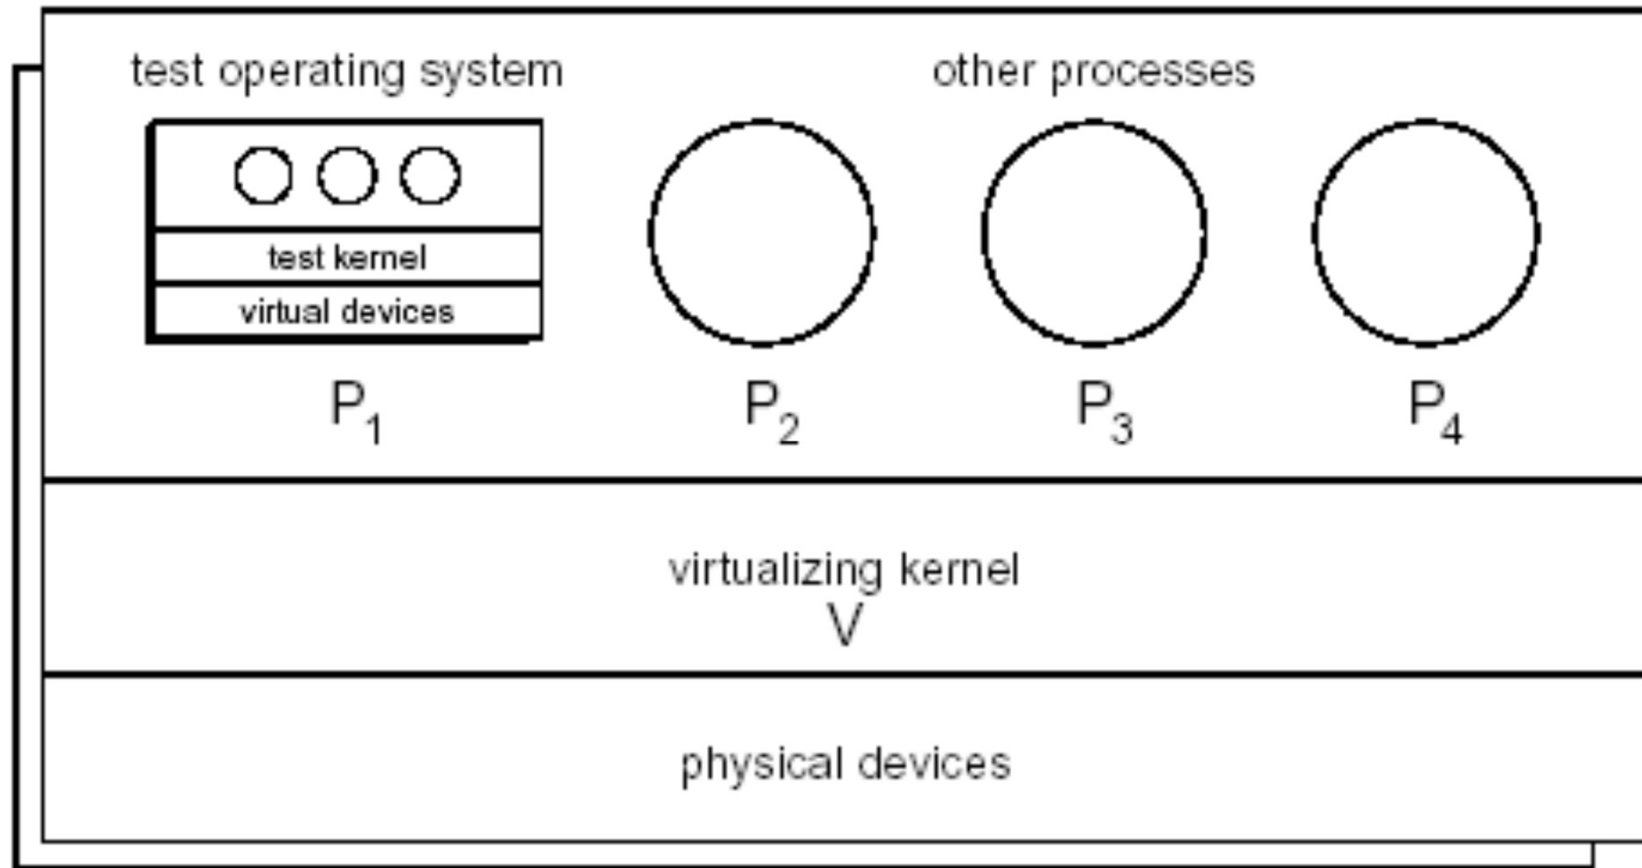 test operating system
other processes
test kernel
virtual devices
P1
P2
P3
P4
virtualizing kernel
V
physical devices